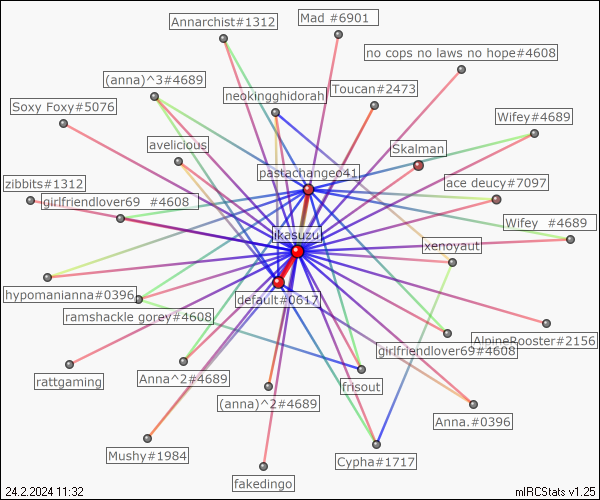 Annarchist#1312
Mad #6901
no cops no laws no hope#4608
(anna)^3#4689
Toucan#2473
neokingghidorah
Soxy Foxy#5076
Wifey#4689
avelicious
Skalman
pastachangeo41
zibbits#1312
ace deucy#7097
girlfriendlover69 #4608
Wifey #4689
ikasuzu
xenoyaut
hypomanianna#0396
default#0617
ramshackle gorey#4608
AlpineRooster#2156
girlfriendlover69#4608
rattgaming
Anna^2#4689
frisout
(anna)^2#4689
Anna.#0396
Mushy#1984
Cypha#1717
fakedingo
24.2.2024 11:32
mIRCStats v1.25